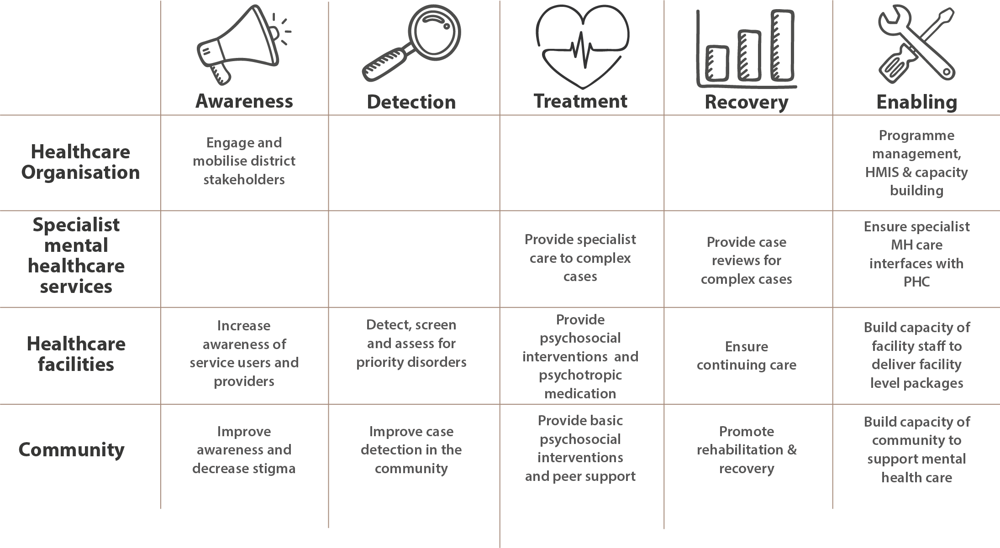 Awareness
Detection
Treatment
Recovery
Enabling
Healthcare
Organisation
Engage and
mobilise district
stakeholders
Programme
management,
HMIS & capacity
building
Specialist
mental
healthcare
services
Provide specialist
care to complex
cases
Provide case
reviews for
complex cases
Ensure specialist
MH care
interfaces with
PHC
Healthcare
facilities
Increase
awareness of
service users and
providers
Detect, screen
and assess for
priority disorders
Provide
psychosocial
interventions and
psychotropic
medication
Ensure
continuing care
Build capacity of
facility staff to
deliver facility
level packages
Community
Improve
awareness and
decrease stigma
Improve case
detection in the
community
Provide basic
psychosocial
interventions
and peer support
Promote
rehabilitation &
recovery
Build capacity of
community to
support mental
health care